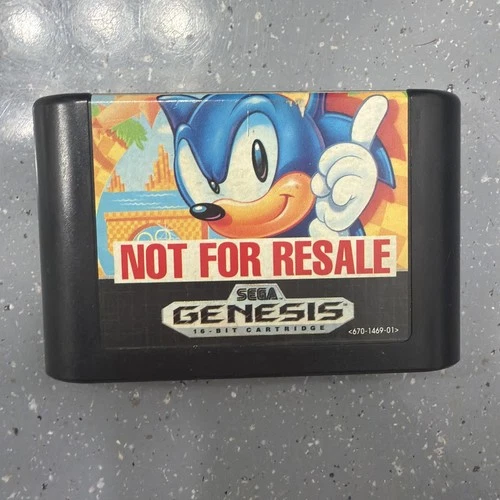 NOT FOR RESALE
SEGA
GENESIS
16-BIT CARTRIDGE
<670-1469-01>